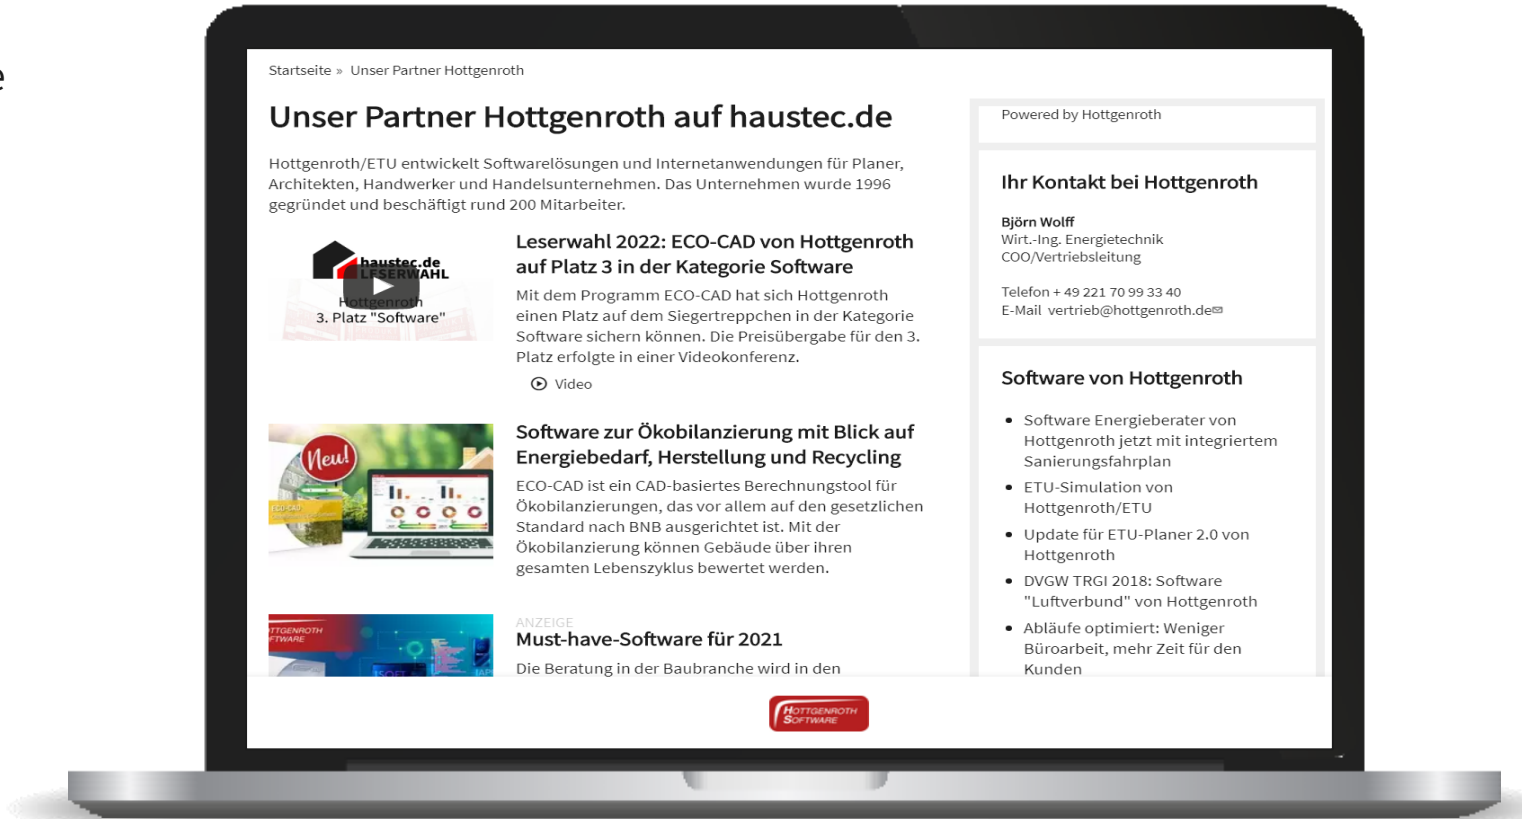 e
Startseite » Unser Partner Hottgenroth
Unser Partner Hottgenroth auf haustec.de
Hottgenroth/ETU entwickelt Softwarelösungen und Internetanwendungen für Planer,
Architekten, Handwerker und Handelsunternehmen. Das Unternehmen wurde 1996
gegründet und beschäftigt rund 200 Mitarbeiter.
haustec.de
LESERWAHL
Hottgenroth
3. Platz "Software"
Leserwahl 2022: ECO-CAD von Hottgenroth
auf Platz 3 in der Kategorie Software
Mit dem Programm ECO-CAD hat sich Hottgenroth
einen Platz auf dem Siegertreppchen in der Kategorie
Software sichern können. Die Preisübergabe für den 3.
Platz erfolgte in einer Videokonferenz.
Video
Neu!
ECO-CAD
Software zur Ökobilanzierung mit Blick auf
Energiebedarf, Herstellung und Recycling
ECO-CAD ist ein CAD-basiertes Berechnungstool für
Ökobilanzierungen, das vor allem auf den gesetzlichen
Standard nach BNB ausgerichtet ist. Mit der
Ökobilanzierung können Gebäude über ihren
gesamten Lebenszyklus bewertet werden.
ANZEIGE
Must-have-Software für 2021
Die Beratung in der Baubranche wird in den
Powered by Hottgenroth
Ihr Kontakt bei Hottgenroth
Björn Wolff
Wirt.-Ing. Energietechnik
COO/Vertriebsleitung
Telefon + 49 221 70 99 33 40
E-Mail vertrieb@hottgenroth.de
Software von Hottgenroth
• Software Energieberater von
Hottgenroth jetzt mit integriertem
Sanierungsfahrplan
• ETU-Simulation von
Hottgenroth/ETU
• Update für ETU-Planer 2.0 von
Hottgenroth
• DVGW TRGI 2018: Software
"Luftverbund" von Hottgenroth
• Abläufe optimiert: Weniger
Büroarbeit, mehr Zeit für den
Kunden
HOTTGENROTH
SOFTWARE